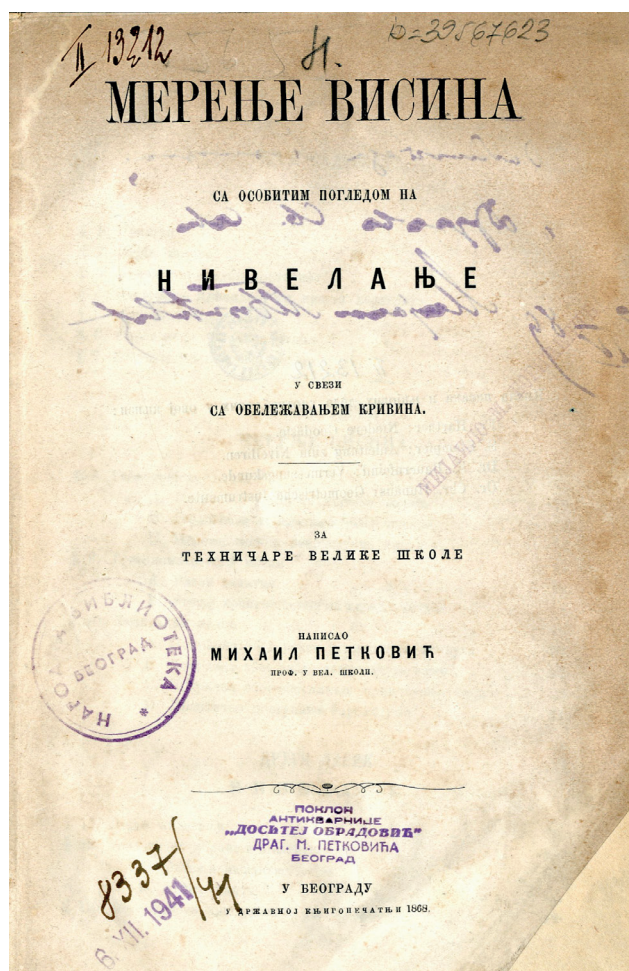 II 13212
Ф=39567623
МЕРЕЊЕ ВИСИНА
СА ОСОБИТИМ ПОГЛЕДОМ НА
НИВЕЛАЊЕ
У СВЕЗИ
СА ОБЕЛЕЖАВАЊЕМ КРИВИНА.
ЗА
ТЕХНИЧАРЕ ВЕЛИКЕ ШКОЛЕ
НАПИСАО
МИХАИЛ ПЕТКОВИЋ
ПРОФ. У ВЕЛ. ШКОЛИ.
БИБЛИОТЕКА
БЕОГРАД
ПОКЛОН
АНТИКВАРНИЦЕ
„ДОСИТЕЈ ОБРАДОВИЋ"
ДРАГ. М. ПЕТКОВИЋА
БЕОГРАД
8337/41
6. VII. 1941
У БЕОГРАДУ
У ДРЖАВНОЈ КЊИГОПЕЧАТЊИ 1868.